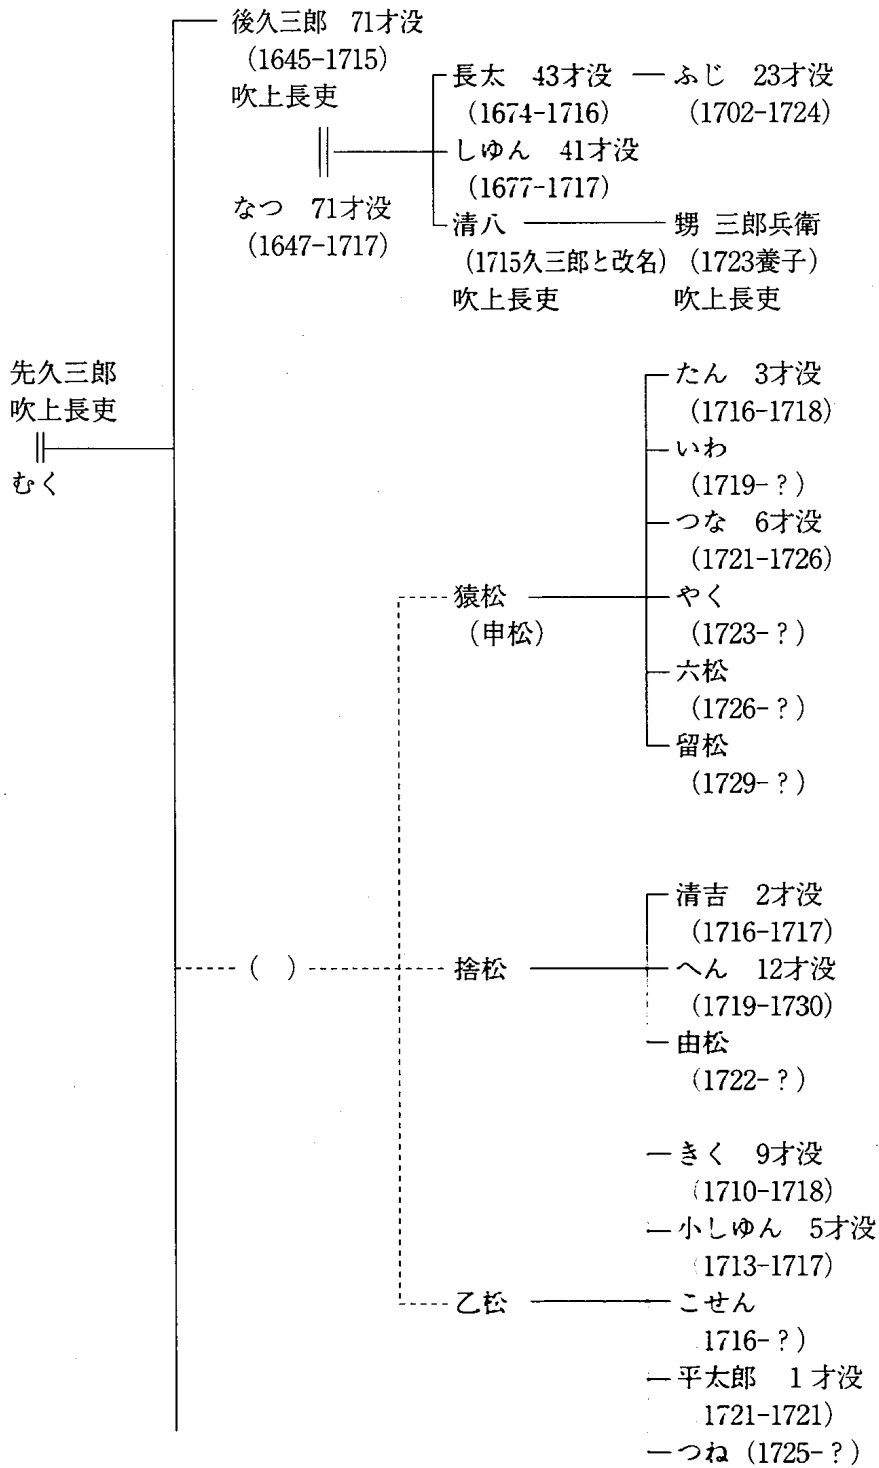 後久三郎 71才没
(1645-1715)
吹上長吏
なつ 71才没
(1647-1717)
長太 43才没
(1674-1716)
ふじ 23才没
(1702-1724)
しゆん 41才没
(1677-1717)
清八
(1715久三郎と改名)
吹上長吏
甥 三郎兵衛
(1723養子)
吹上長吏
先久三郎
吹上長吏
むく
( )
猿松
(申松)
たん 3才没
(1716-1718)
いわ
(1719-?)
つな 6才没
(1721-1726)
やく
(1723-?)
六松
(1726-?)
留松
(1729-?)
捨松
清吉 2才没
(1716-1717)
へん 12才没
(1719-1730)
由松
(1722-?)
乙松
きく 9才没
(1710-1718)
小しゆん 5才没
(1713-1717)
こせん
1716-?)
平太郎 1才没
1721-1721)
つね (1725-?)